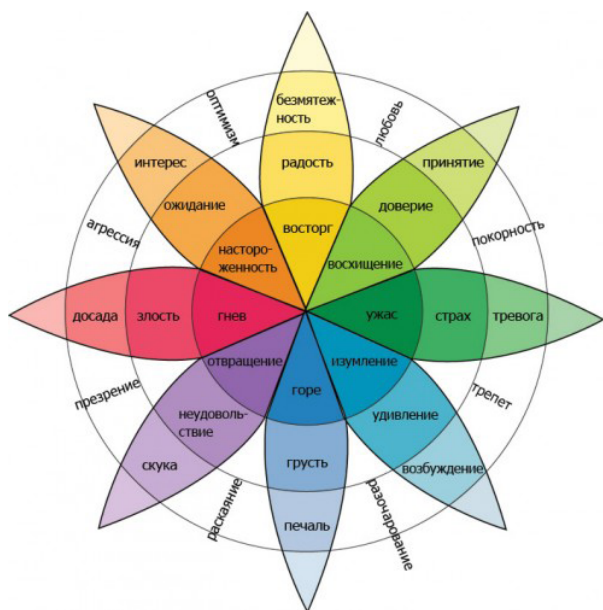 безмятеж-
ность
оптимизм
любовь
интерес
радость
принятие
ожидание
доверие
агрессия
насторо-
женность
восторг
восхищение
покорность
досада
злость
гнев
ужас
страх
тревога
отвращение
изумление
презрение
горе
трепет
неудоволь-
ствие
удивление
скука
грусть
возбуждение
раскаяние
печаль
разочарование